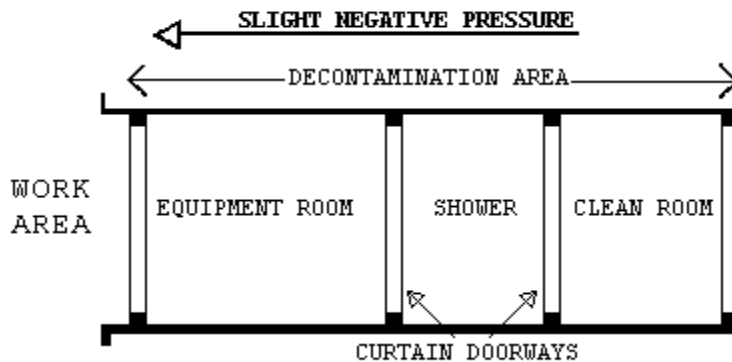 SLIGHT NEGATIVE PRESSURE
DECONTAMINATION AREA
WORK
AREA
EQUIPMENT ROOM
SHOWER
CLEAN ROOM
CURTAIN DOORWAYS